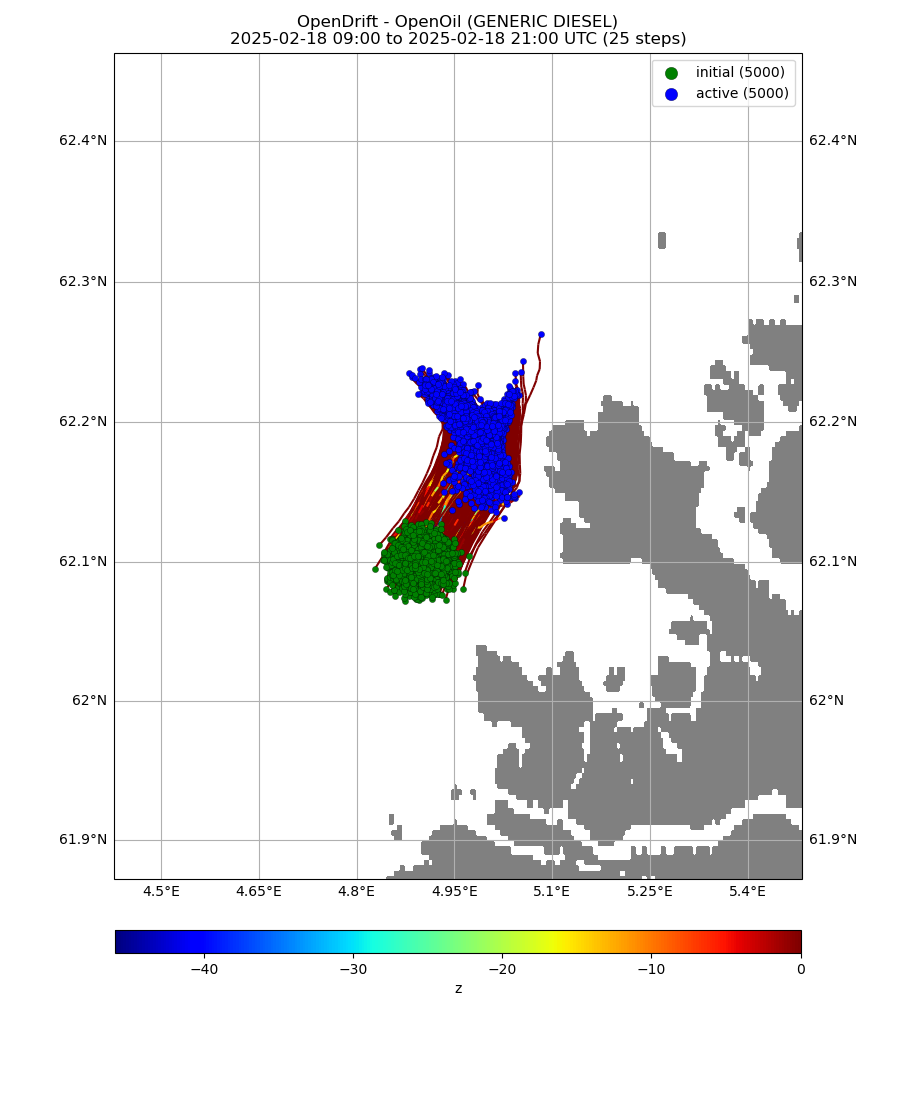 OpenDrift - OpenOil (GENERIC DIESEL)
2025-02-18 09:00 to 2025-02-18 21:00 UTC (25 steps)
initial (5000)
active (5000)
62.4°N 62.4°N
62.3°N 62.3°N
62.2°N 62.2°N
62.1°N 62.1°N
62°N 62°N
61.9°N 61.9°N
4.5°E 4.65°E 4.8°E 4.95°E 5.1°E 5.25°E 5.4°E
−40 −30 −20 −10 0
z